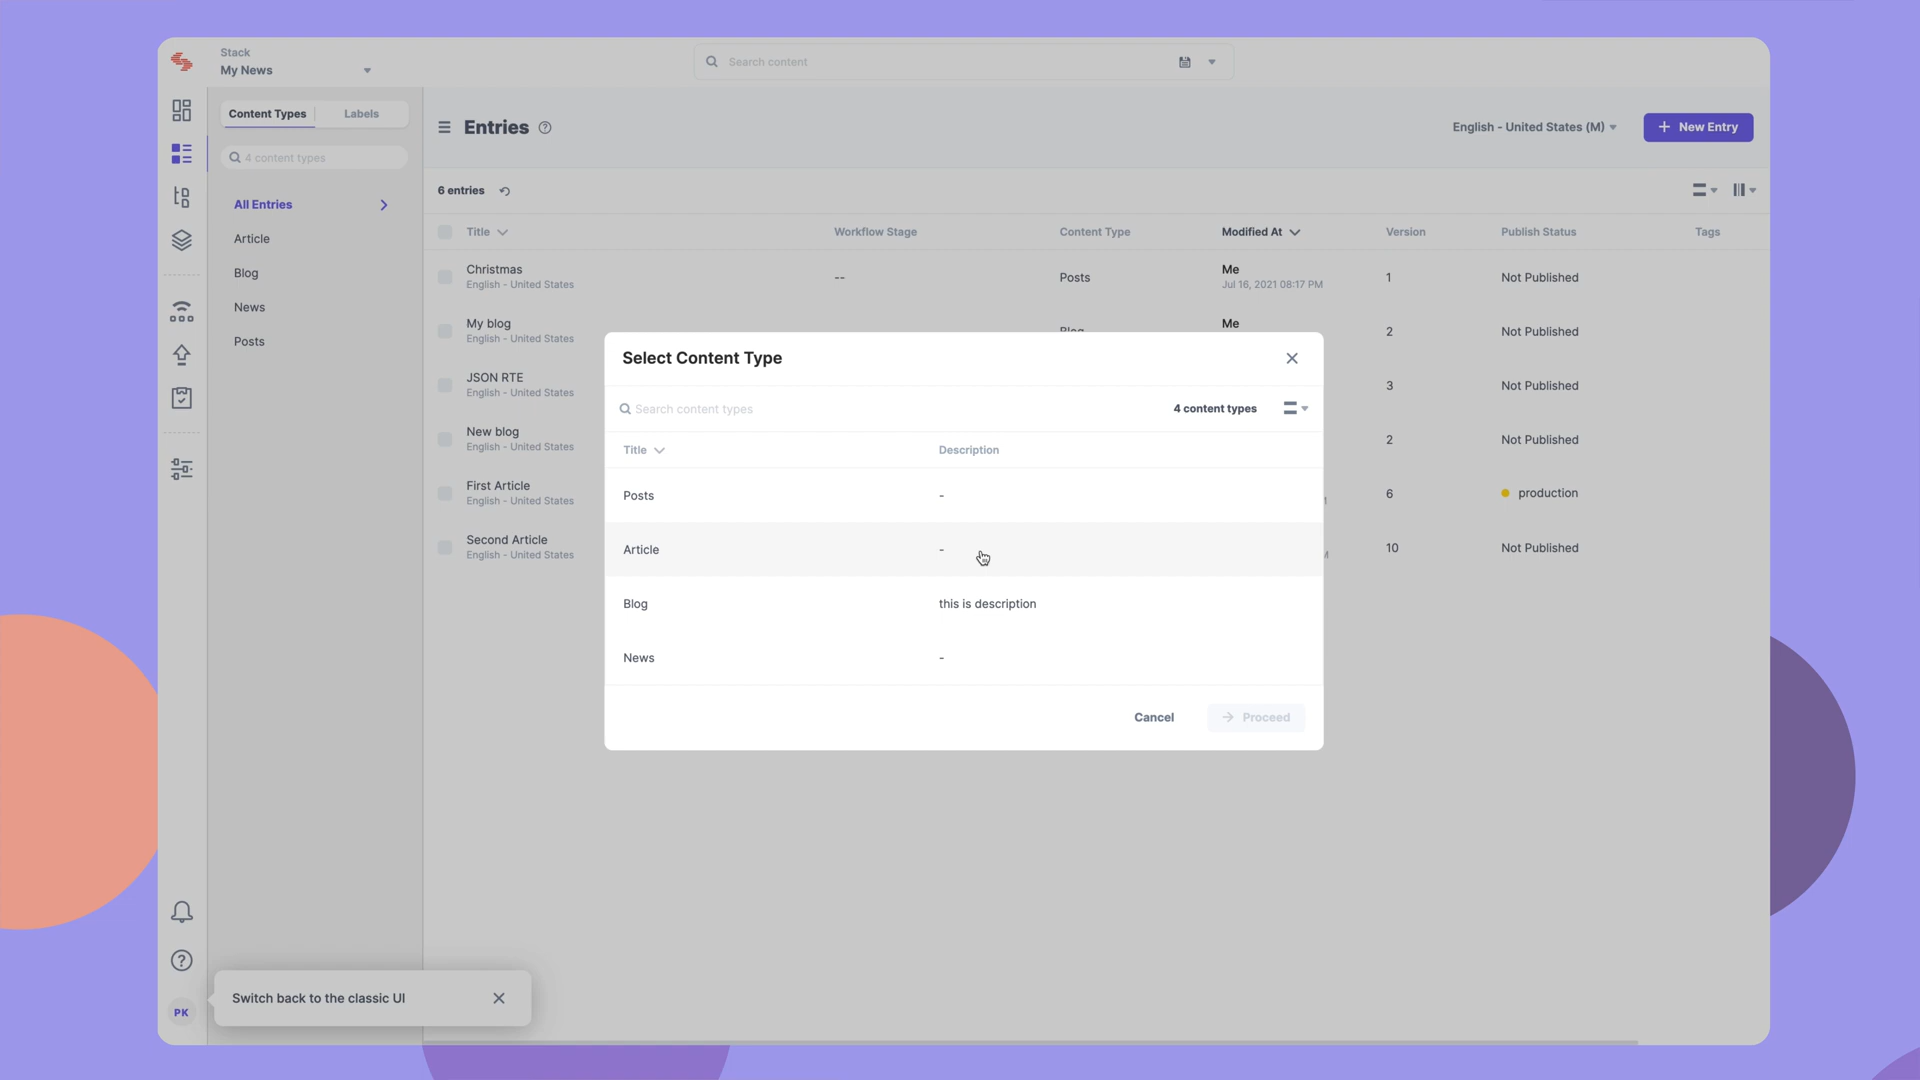 Stack
My News
Search content
Content Types
Labels
4 content types
All Entries
Article
Blog
News
Posts
Entries
English - United States (M)
+ New Entry
6 entries
Title
Workflow Stage
Content Type
Modified At
Version
Publish Status
Tags
Christmas
English - United States
--
Posts
Me
Jul 16, 2021 08:17 PM
1
Not Published
My blog
English - United States
Blog
Me
2
Not Published
JSON RTE
English - United States
3
Not Published
New blog
English - United States
2
Not Published
First Article
English - United States
6
production
Second Article
English - United States
10
Not Published
Select Content Type
Search content types
4 content types
Title
Description
Posts
-
Article
-
Blog
this is description
News
-
Cancel
Proceed
Switch back to the classic UI
PK